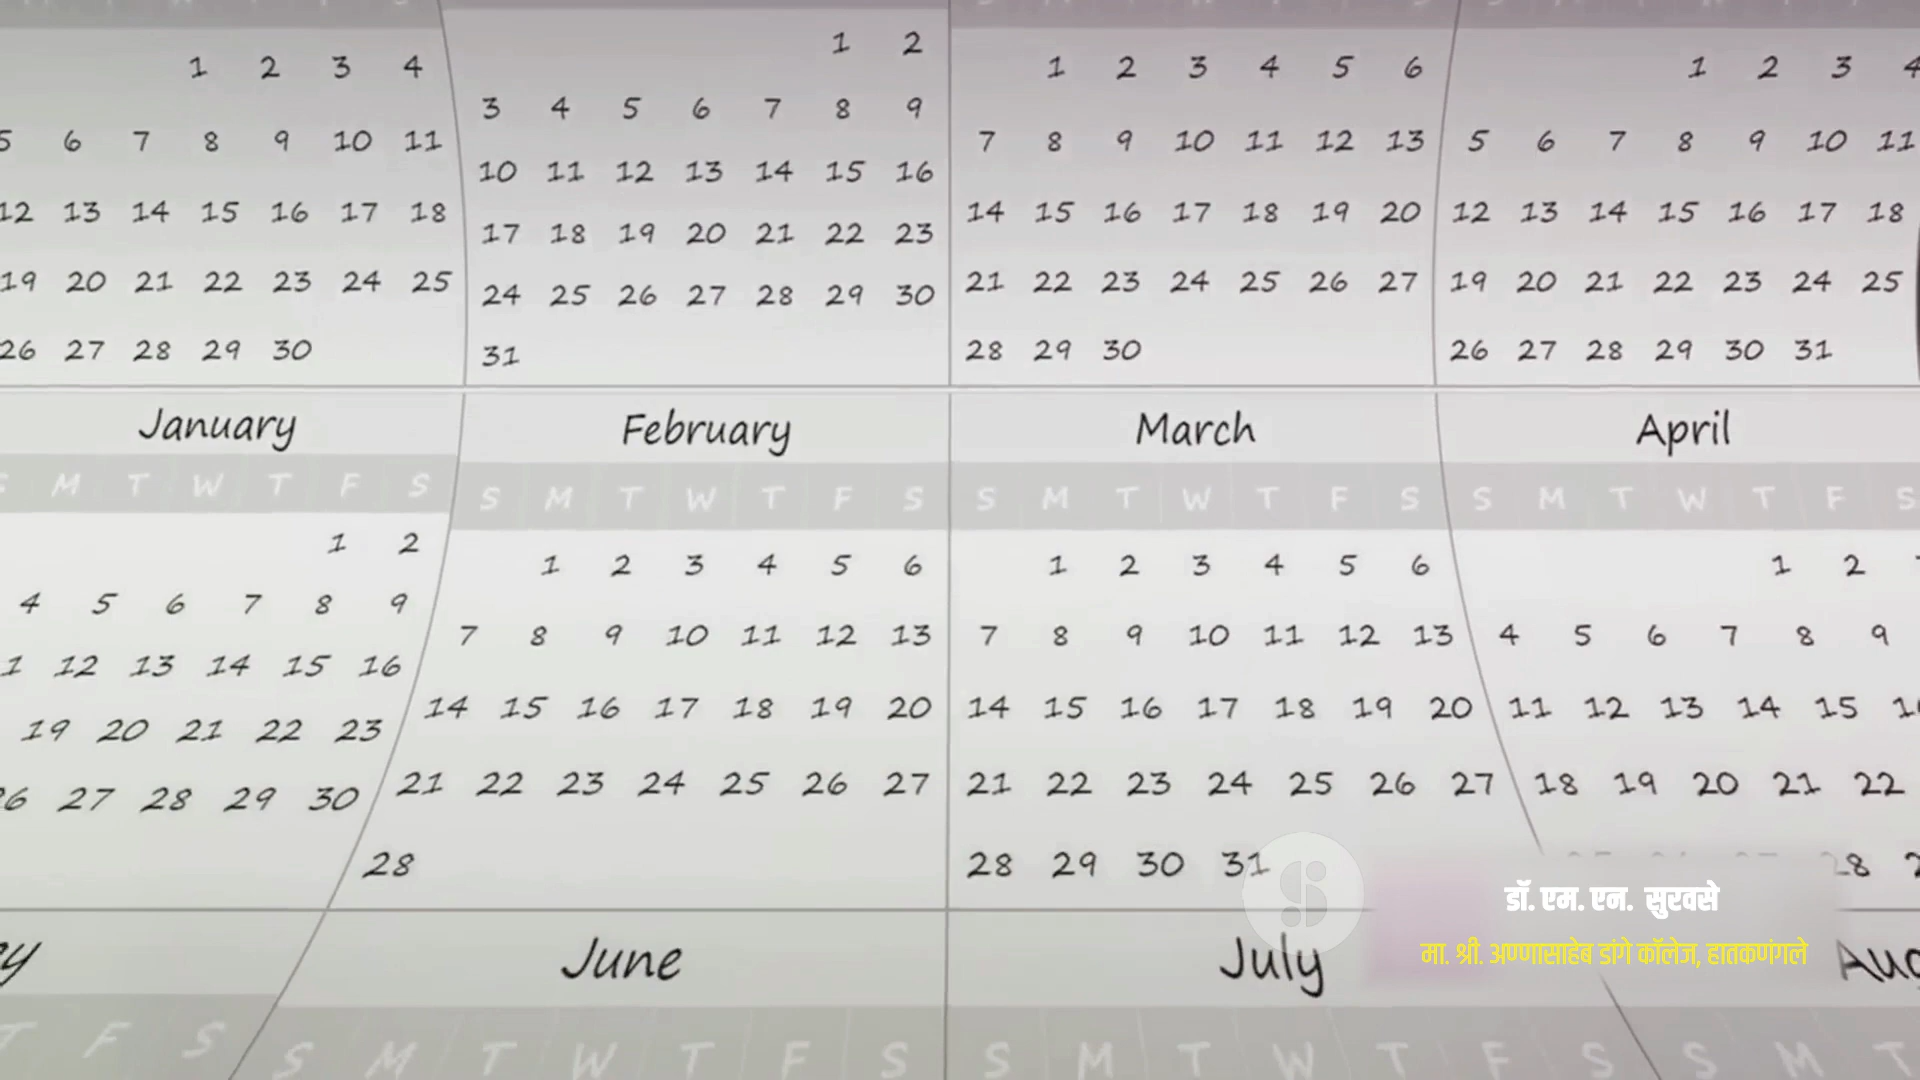 1 2 3 4
5 6 7 8 9 10 11
12 13 14 15 16 17 18
19 20 21 22 23 24 25
26 27 28 29 30
1 2
3 4 5 6 7 8 9
10 11 12 13 14 15 16
17 18 19 20 21 22 23
24 25 26 27 28 29 30
31
1 2 3 4 5 6
7 8 9 10 11 12 13
14 15 16 17 18 19 20
21 22 23 24 25 26 27
28 29 30
1 2 3 4
5 6 7 8 9 10 11
12 13 14 15 16 17 18
19 20 21 22 23 24 25
26 27 28 29 30 31
January
M T W T F S
1 2
4 5 6 7 8 9
12 13 14 15 16
19 20 21 22 23
27 28 29 30
February
S M T W T F S
1 2 3 4 5 6
7 8 9 10 11 12 13
14 15 16 17 18 19 20
21 22 23 24 25 26 27
28
March
S M T W T F S
1 2 3 4 5 6
7 8 9 10 11 12 13
14 15 16 17 18 19 20
21 22 23 24 25 26 27
28 29 30 31
April
S M T W T F S
1 2
4 5 6 7 8 9
11 12 13 14 15
18 19 20 21 22
T F S
June
S M T W T F S
July
S M T W T F S
Aug
S M T
डॉ. एम. एन. सुरवसे
मा. श्री. अण्णासाहेब डांगे कॉलेज, हातकणंगले